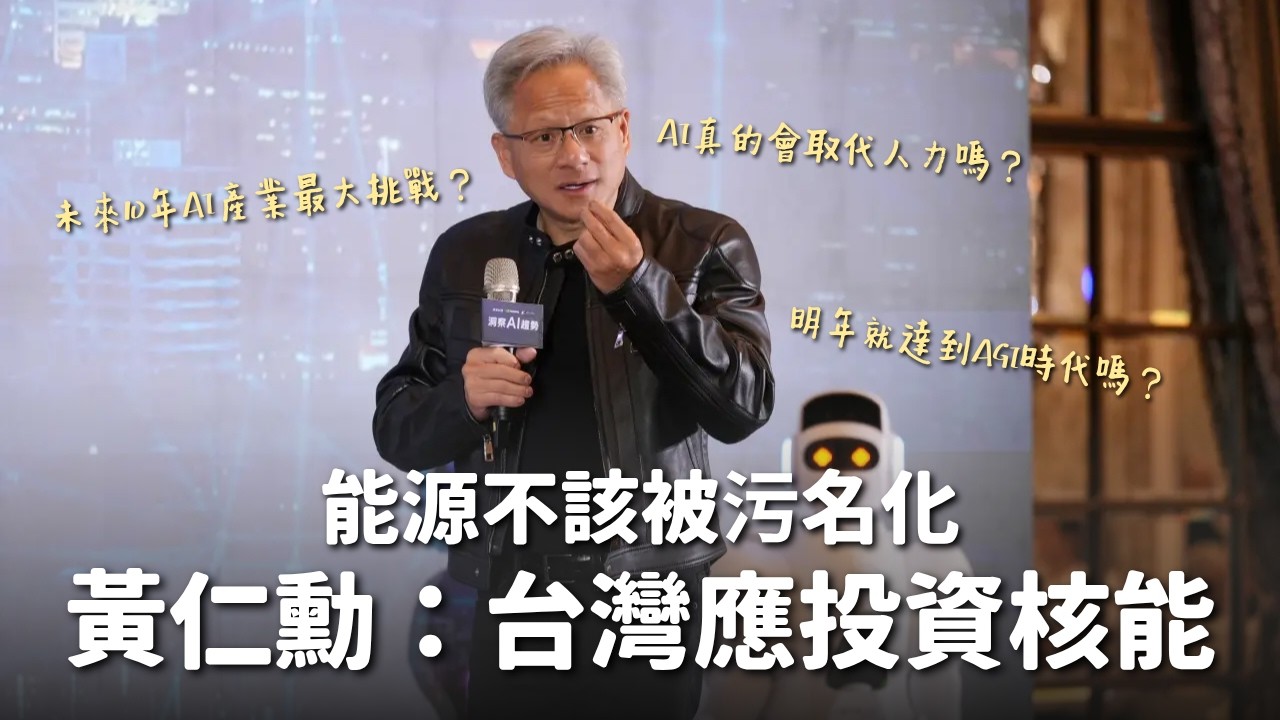 AI真的會取代人力嗎？
未來10年AI產業最大挑戰？
洞察AI趨勢
明年就達到AGI時代嗎？
能源不該被污名化
黃仁勳：台灣應投資核能